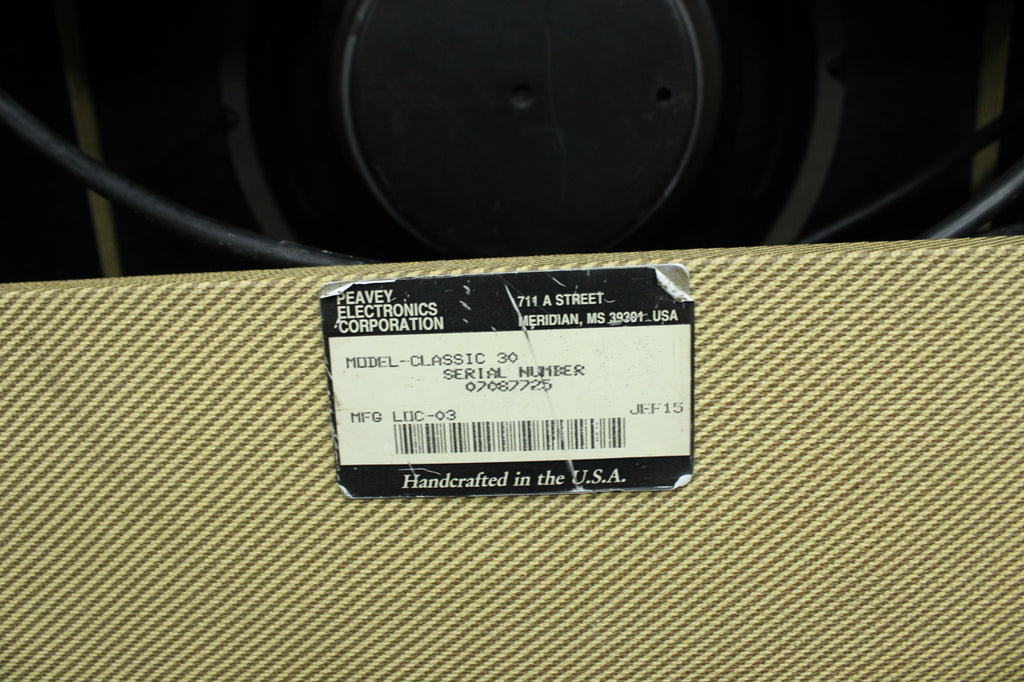 PEAVEY
ELECTRONICS
CORPORATION
711 A STREET
MERIDIAN, MS 39301 USA
MODEL-CLASSIC 30
SERIAL NUMBER
07087725
MFG LOC-03
JEF15
Handcrafted in the U.S.A.